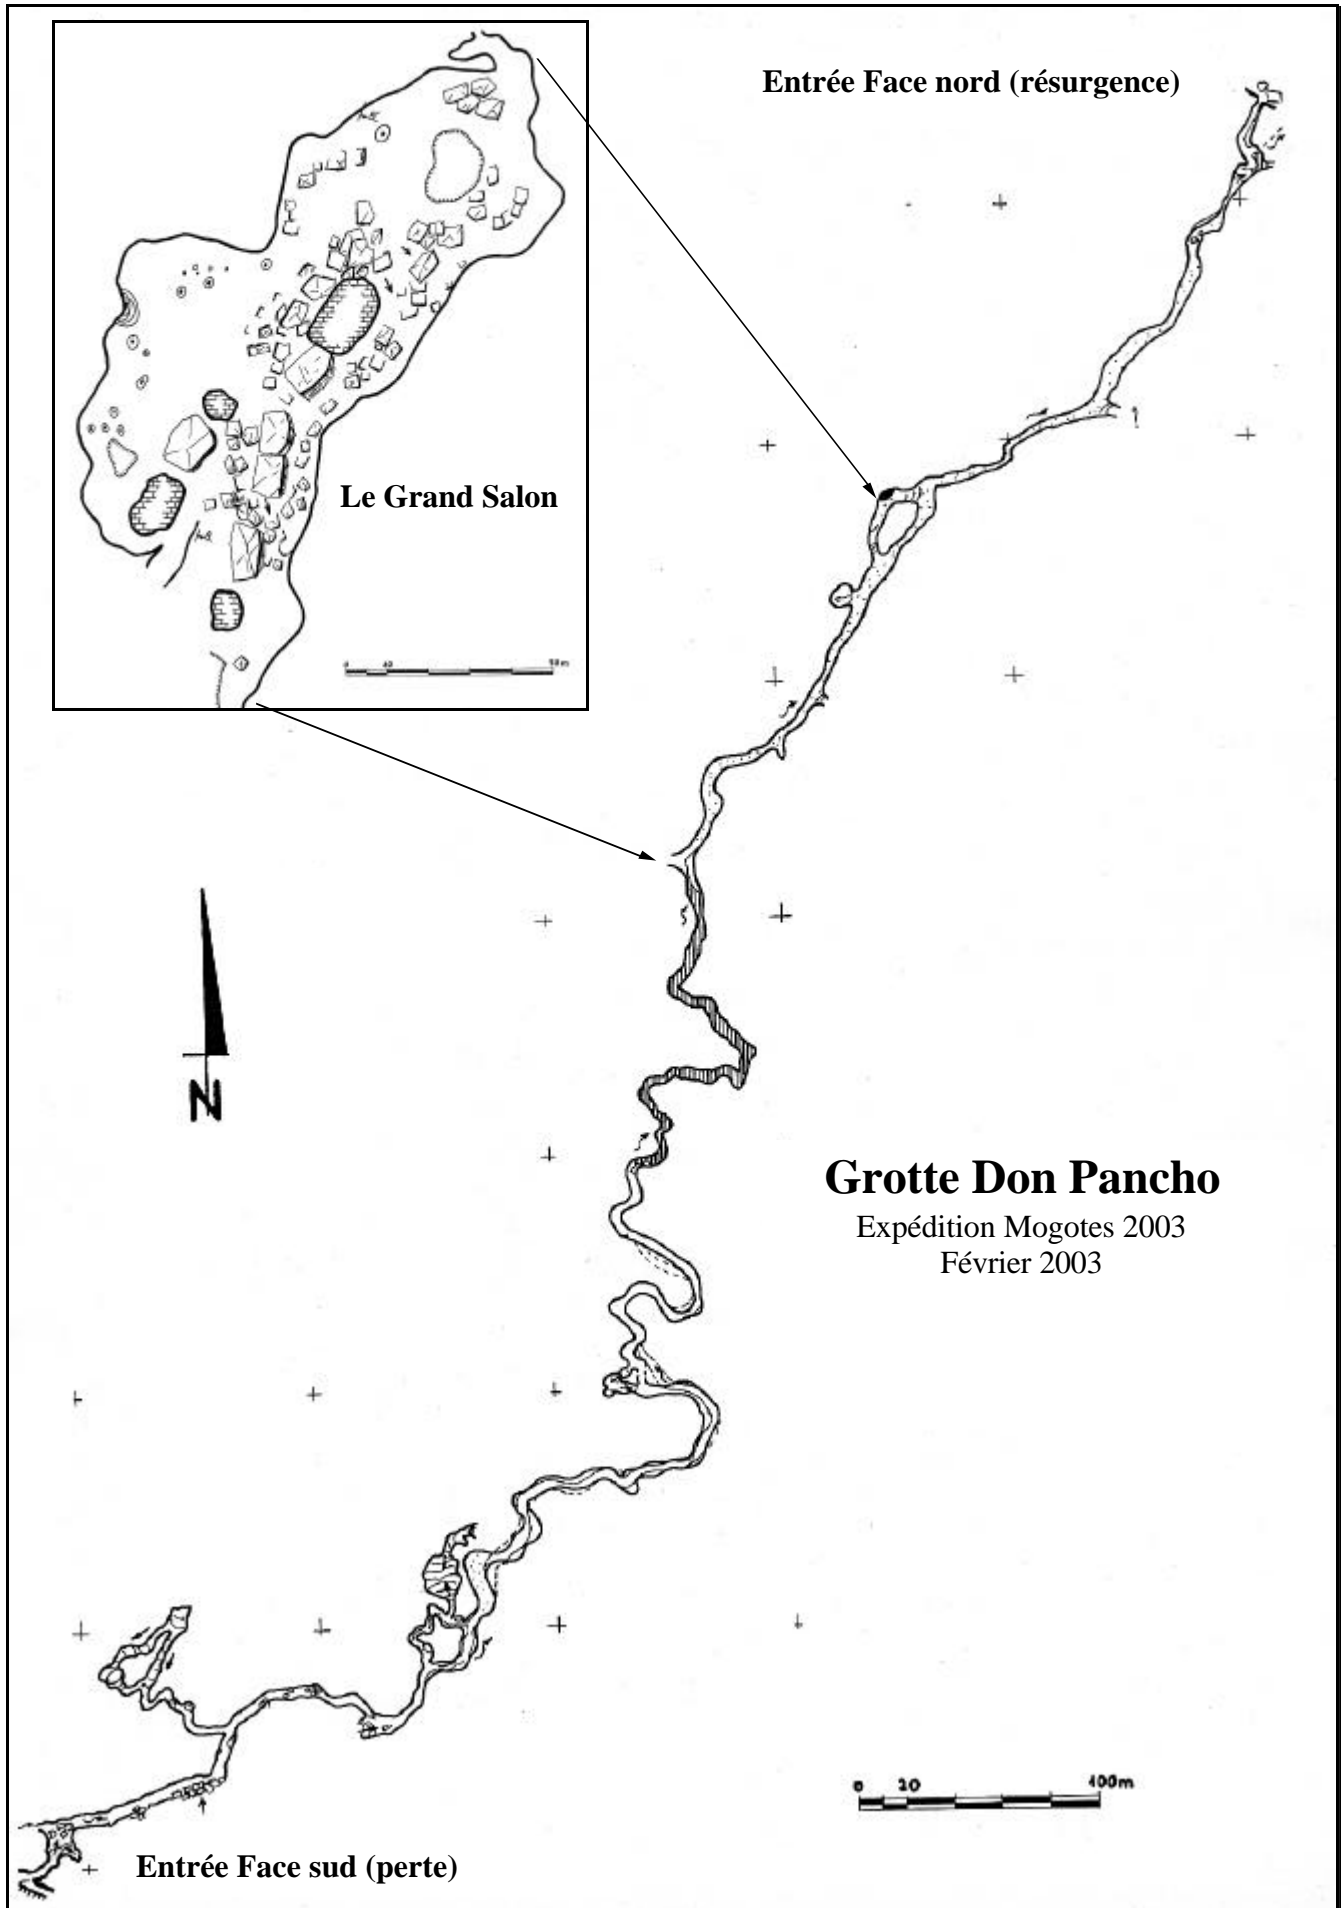 Entrée Face nord (résurgence)
Le Grand Salon
N
Grotte Don Pancho
Expédition Mogotes 2003
Février 2003
0 20 100m
Entrée Face sud (perte)